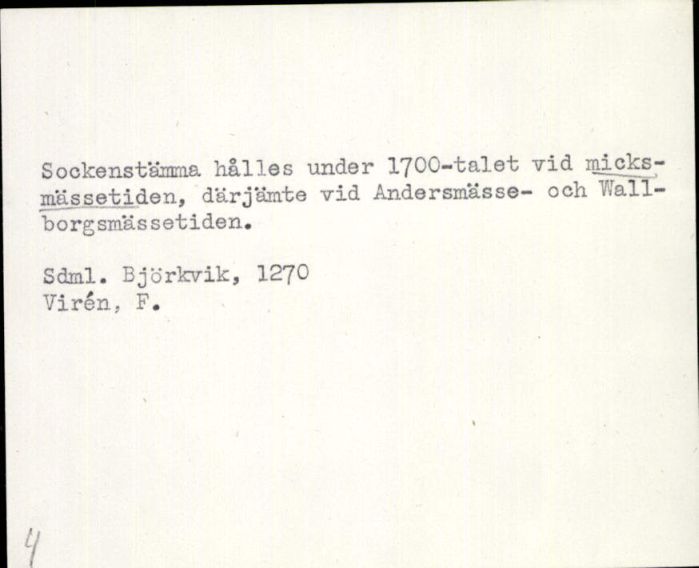 Sockenstämma hålles under 1700-talet vid micks-
mässetiden, därjämte vid Andersmässe- och Wall-
borgsmässetiden.
Sdml. Björkvik, 1270
Virén, F.
4